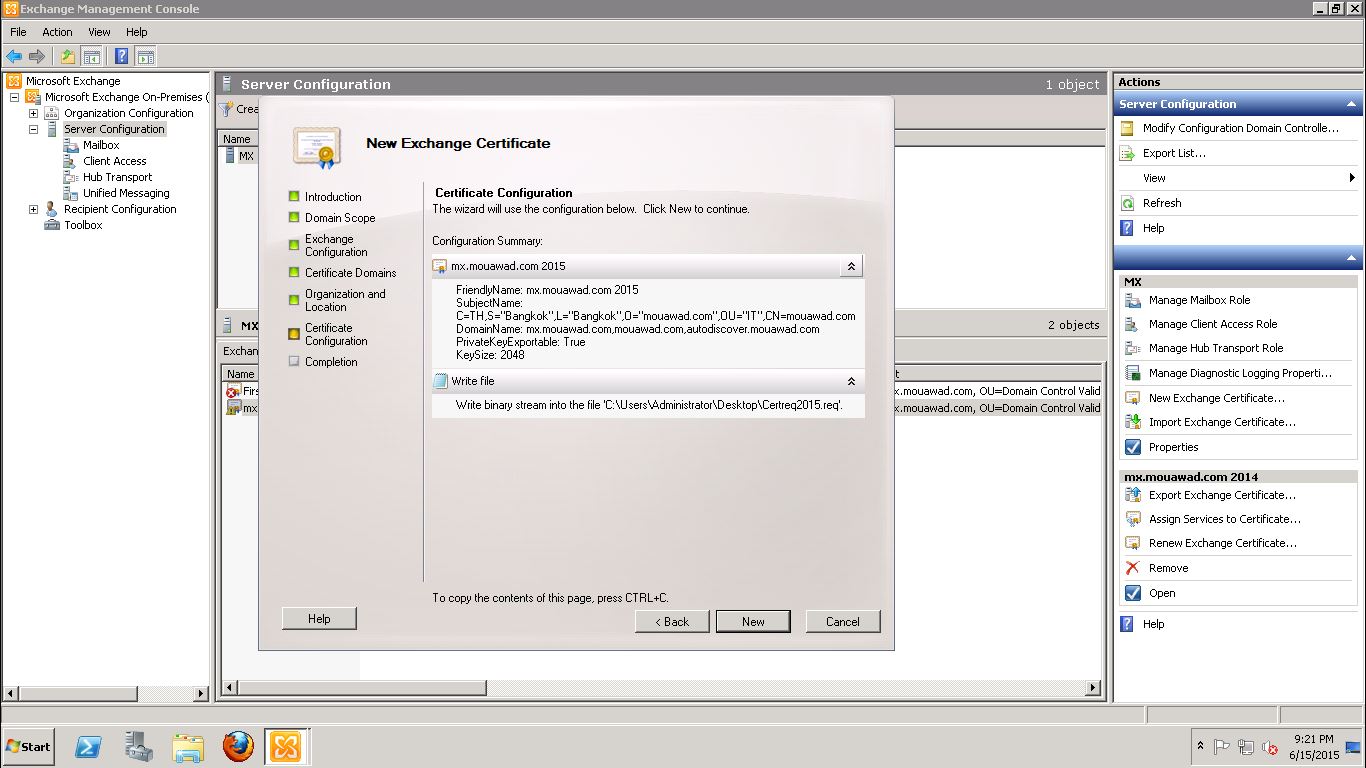 Exchange Management Console
File Action View Help
Microsoft Exchange
Microsoft Exchange On-Premises (
Organization Configuration
Server Configuration
Mailbox
Client Access
Hub Transport
Unified Messaging
Recipient Configuration
Toolbox
Server Configuration 1 object
Crea
Name
MX
MX 2 objects
Exchan
Name
Firs
mx
t
x.mouawad.com, OU=Domain Control Valid
x.mouawad.com, OU=Domain Control Valid
New Exchange Certificate
Introduction
Domain Scope
Exchange
Configuration
Certificate Domains
Organization and
Location
Certificate
Configuration
Completion
Certificate Configuration
The wizard will use the configuration below. Click New to continue.
Configuration Summary:
mx.mouawad.com 2015
FriendlyName: mx.mouawad.com 2015
SubjectName:
C=TH,S="Bangkok",L="Bangkok",O="mouawad.com",OU="IT",CN=mouawad.com
DomainName: mx.mouawad.com,mouawad.com,autodiscover.mouawad.com
PrivateKeyExportable: True
KeySize: 2048
Write file
Write binary stream into the file 'C:\Users\Administrator\Desktop\Certreq2015.req'.
To copy the contents of this page, press CTRL+C.
Help < Back New Cancel
Actions
Server Configuration
Modify Configuration Domain Controlle...
Export List...
View
Refresh
Help
MX
Manage Mailbox Role
Manage Client Access Role
Manage Hub Transport Role
Manage Diagnostic Logging Properti...
New Exchange Certificate...
Import Exchange Certificate...
Properties
mx.mouawad.com 2014
Export Exchange Certificate...
Assign Services to Certificate...
Renew Exchange Certificate...
Remove
Open
Help
Start
9:21 PM
6/15/2015